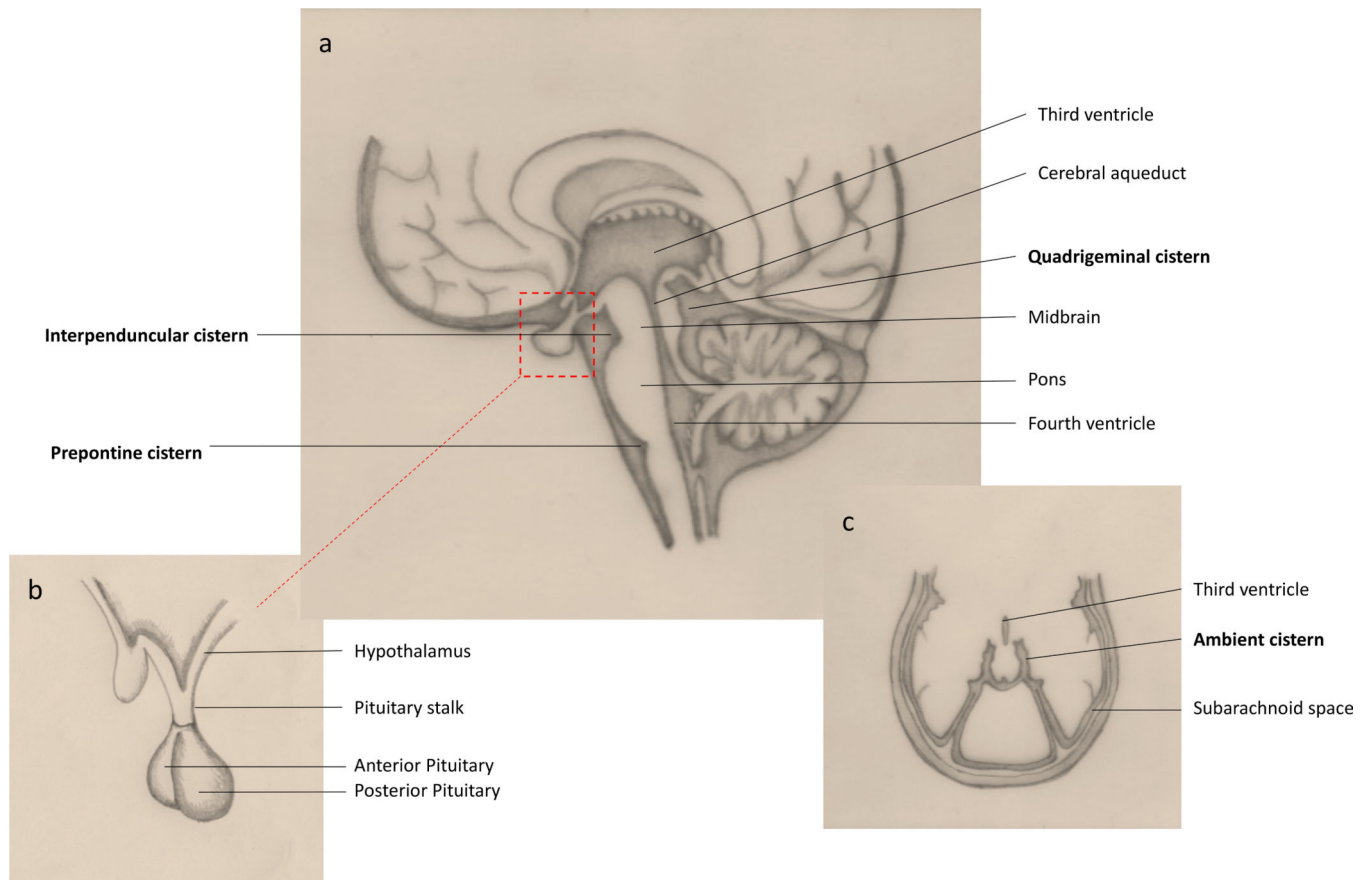 a
Third ventricle
Cerebral aqueduct
Quadrigeminal cistern
Interpenduncular cistern
Midbrain
Pons
Fourth ventricle
Prepontine cistern
b
Hypothalamus
Pituitary stalk
Anterior Pituitary
Posterior Pituitary
c
Third ventricle
Ambient cistern
Subarachnoid space